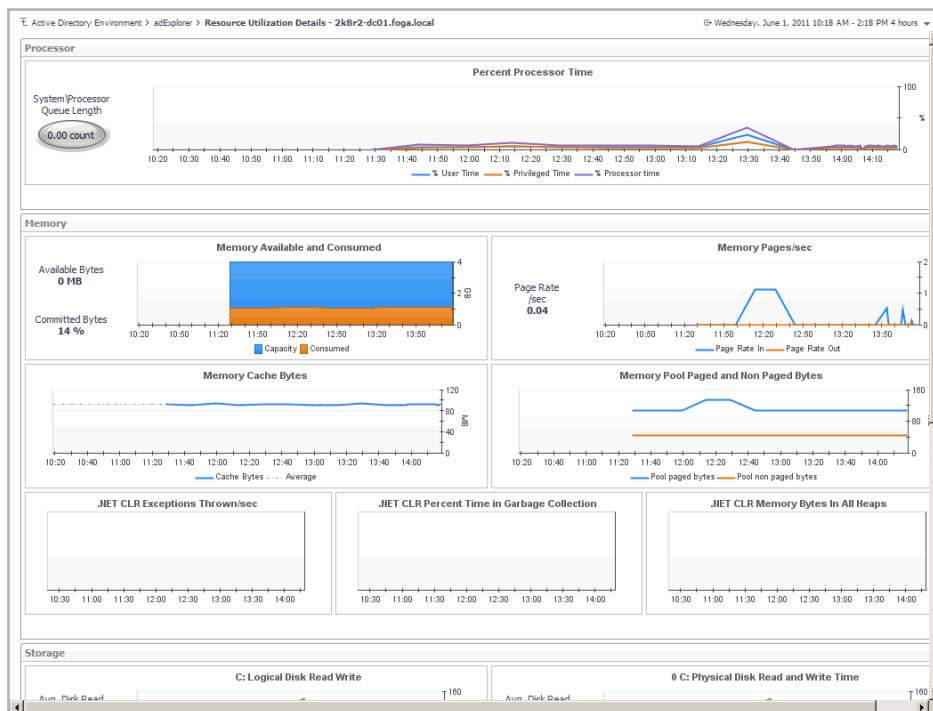 Active Directory Environment > adExplorer > Resource Utilization Details - 2k8r2-dc01.foga.local
Wednesday, June 1, 2011 10:18 AM - 2:18 PM 4 hours
Processor
Percent Processor Time
System\Processor
Queue Length
0.00 count
100
%
0
10:20 10:30 10:40 10:50 11:00 11:10 11:20 11:30 11:40 11:50 12:00 12:10 12:20 12:30 12:40 12:50 13:00 13:10 13:20 13:30 13:40 13:50 14:00 14:10
% User Time % Privileged Time % Processor time
Memory
Memory Available and Consumed
Available Bytes
0 MB
Committed Bytes
14 %
4
2
0
GB
10:20 10:50 11:20 11:50 12:20 12:50 13:20 13:50
Capacity Consumed
Memory Pages/sec
Page Rate
/sec
0.04
2
1
0
10:20 10:50 11:20 11:50 12:20 12:50 13:20 13:50
Page Rate In Page Rate Out
Memory Cache Bytes
120
80
40
0
MB
10:20 10:40 11:00 11:20 11:40 12:00 12:20 12:40 13:00 13:20 13:40 14:00
Cache Bytes Average
Memory Pool Paged and Non Paged Bytes
160
80
0
10:20 10:40 11:00 11:20 11:40 12:00 12:20 12:40 13:00 13:20 13:40 14:00
Pool paged bytes Pool non paged bytes
.NET CLR Exceptions Thrown/sec
10:30 11:00 11:30 12:00 12:30 13:00 13:30 14:00
.NET CLR Percent Time in Garbage Collection
10:30 11:00 11:30 12:00 12:30 13:00 13:30 14:00
.NET CLR Memory Bytes In All Heaps
10:30 11:00 11:30 12:00 12:30 13:00 13:30 14:00
Storage
C: Logical Disk Read Write
Avg. Disk Read
160
0 C: Physical Disk Read and Write Time
Avg. Disk Read
160